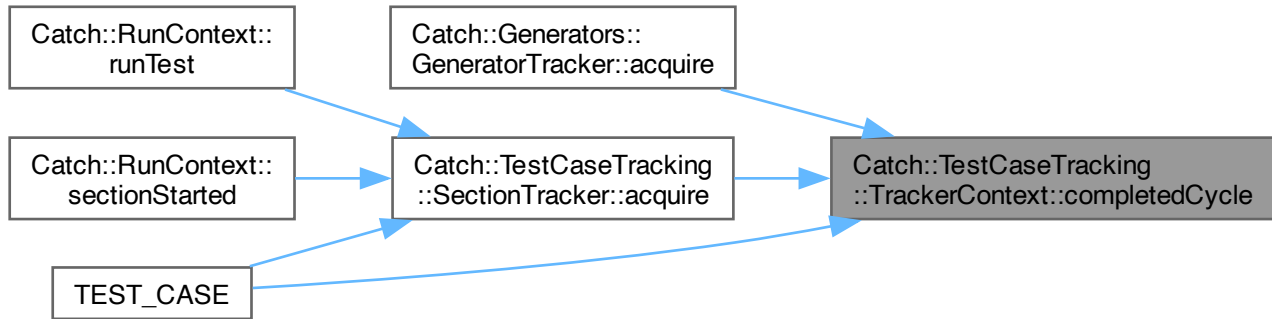 Catch::RunContext::
runTest
Catch::Generators::
GeneratorTracker::acquire
Catch::RunContext::
sectionStarted
Catch::TestCaseTracking
::SectionTracker::acquire
Catch::TestCaseTracking
::TrackerContext::completedCycle
TEST_CASE